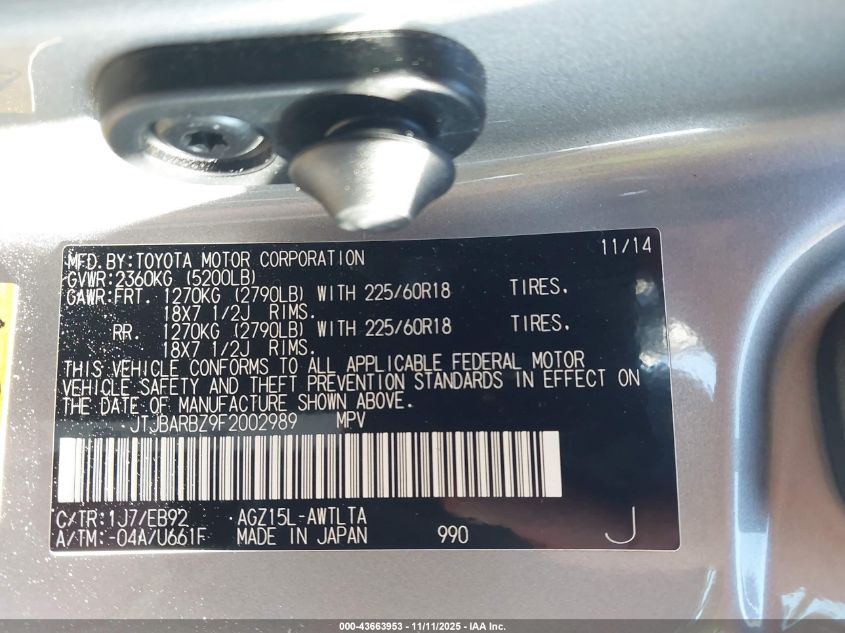 MFD.BY:TOYOTA MOTOR CORPORATION 11/14
GVWR:2360KG (5200LB)
GAWR:FRT. 1270KG (2790LB) WITH 225/60R18 TIRES.
18X7 1/2J RIMS.
RR. 1270KG (2790LB) WITH 225/60R18 TIRES.
18X7 1/2J RIMS.
THIS VEHICLE CONFORMS TO ALL APPLICABLE FEDERAL MOTOR
VEHICLE SAFETY AND THEFT PREVENTION STANDARDS IN EFFECT ON
THE DATE OF MANUFACTURE SHOWN ABOVE.
JTJBARBZ9F2002989 MPV
C/TR:1J7/EB92 AGZ15L-AWTLTA
A/TM:-04A/U661F MADE IN JAPAN 990 J
000-43663953 - 11/11/2025 - IAA Inc.